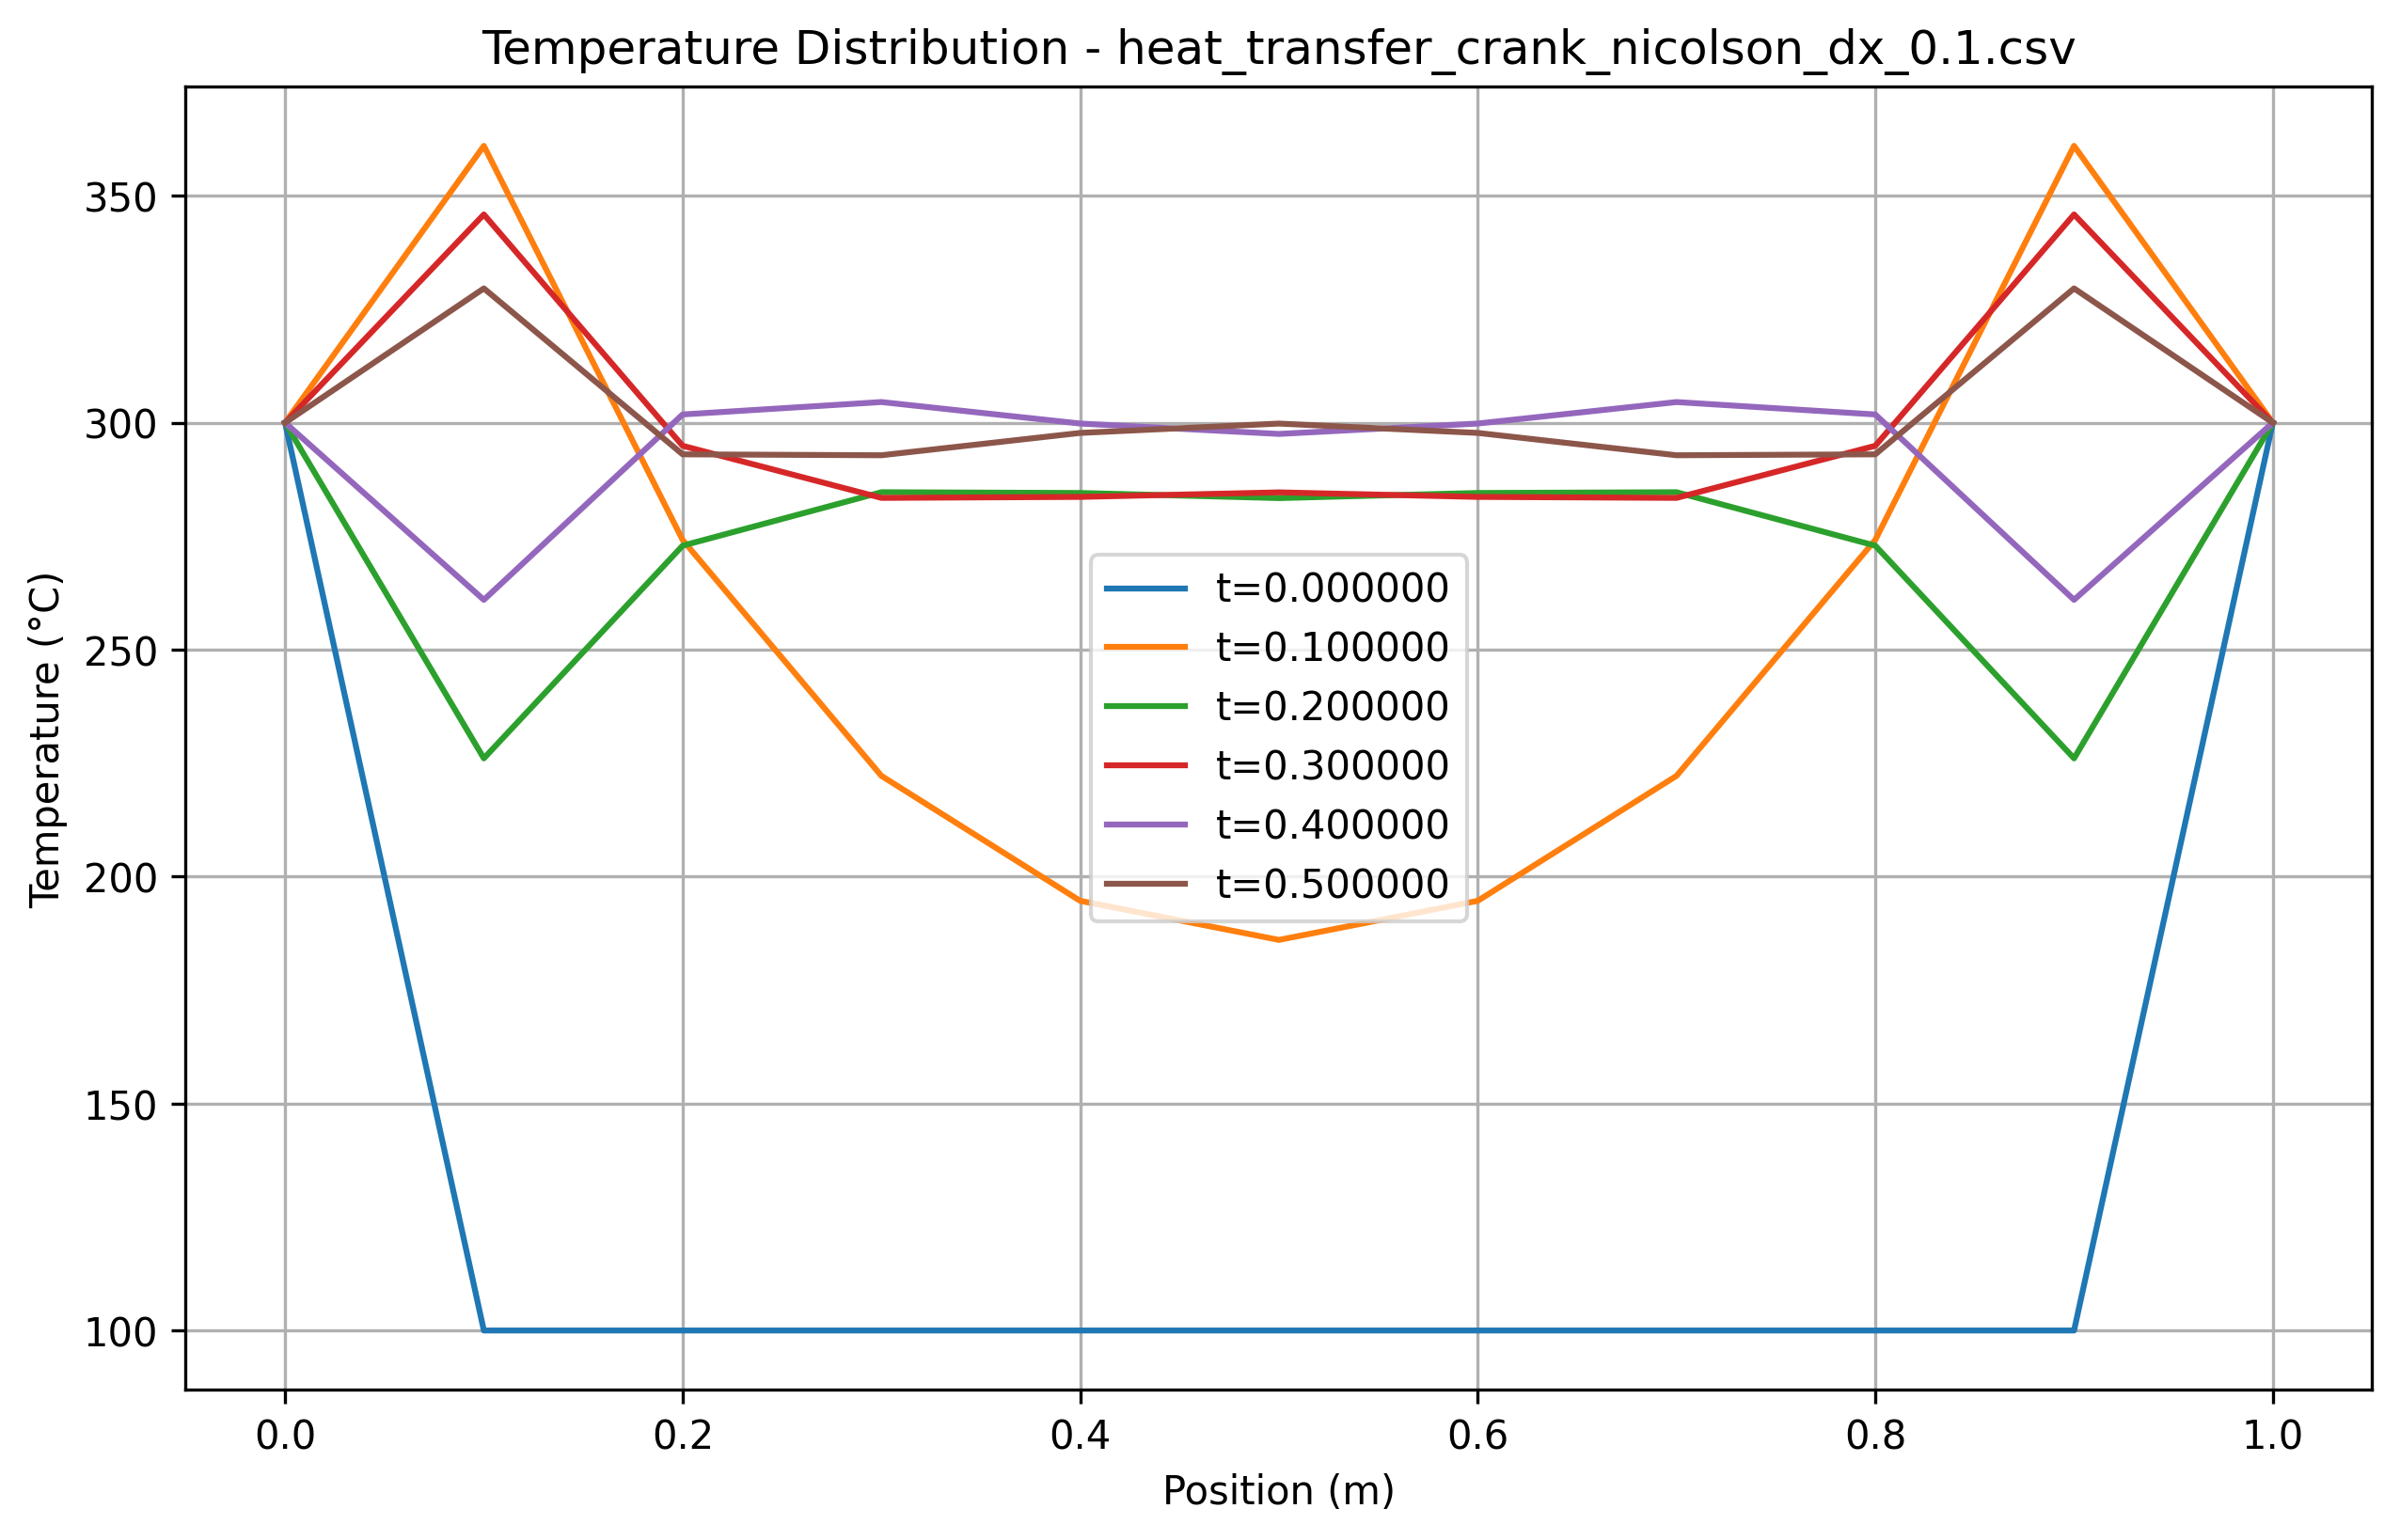 Temperature Distribution - heat_transfer_crank_nicolson_dx_0.1.csv
350
300
250
200
150
100
Temperature (°C)
t=0.000000
t=0.100000
t=0.200000
t=0.300000
t=0.400000
t=0.500000
0.0 0.2 0.4 0.6 0.8 1.0
Position (m)